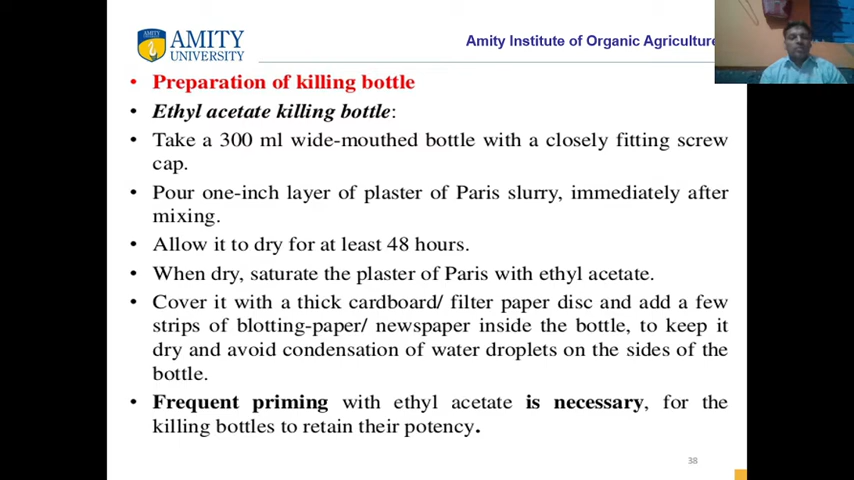 AMITY
AMITY
UNIVERSITY
Amity Institute of Organic Agriculture
• Preparation of killing bottle
• Ethyl acetate killing bottle:
• Take a 300 ml wide-mouthed bottle with a closely fitting screw
cap.
• Pour one-inch layer of plaster of Paris slurry, immediately after
mixing.
• Allow it to dry for at least 48 hours.
• When dry, saturate the plaster of Paris with ethyl acetate.
• Cover it with a thick cardboard/ filter paper disc and add a few
strips of blotting-paper/ newspaper inside the bottle, to keep it
dry and avoid condensation of water droplets on the sides of the
bottle.
• Frequent priming with ethyl acetate is necessary, for the
killing bottles to retain their potency.
38